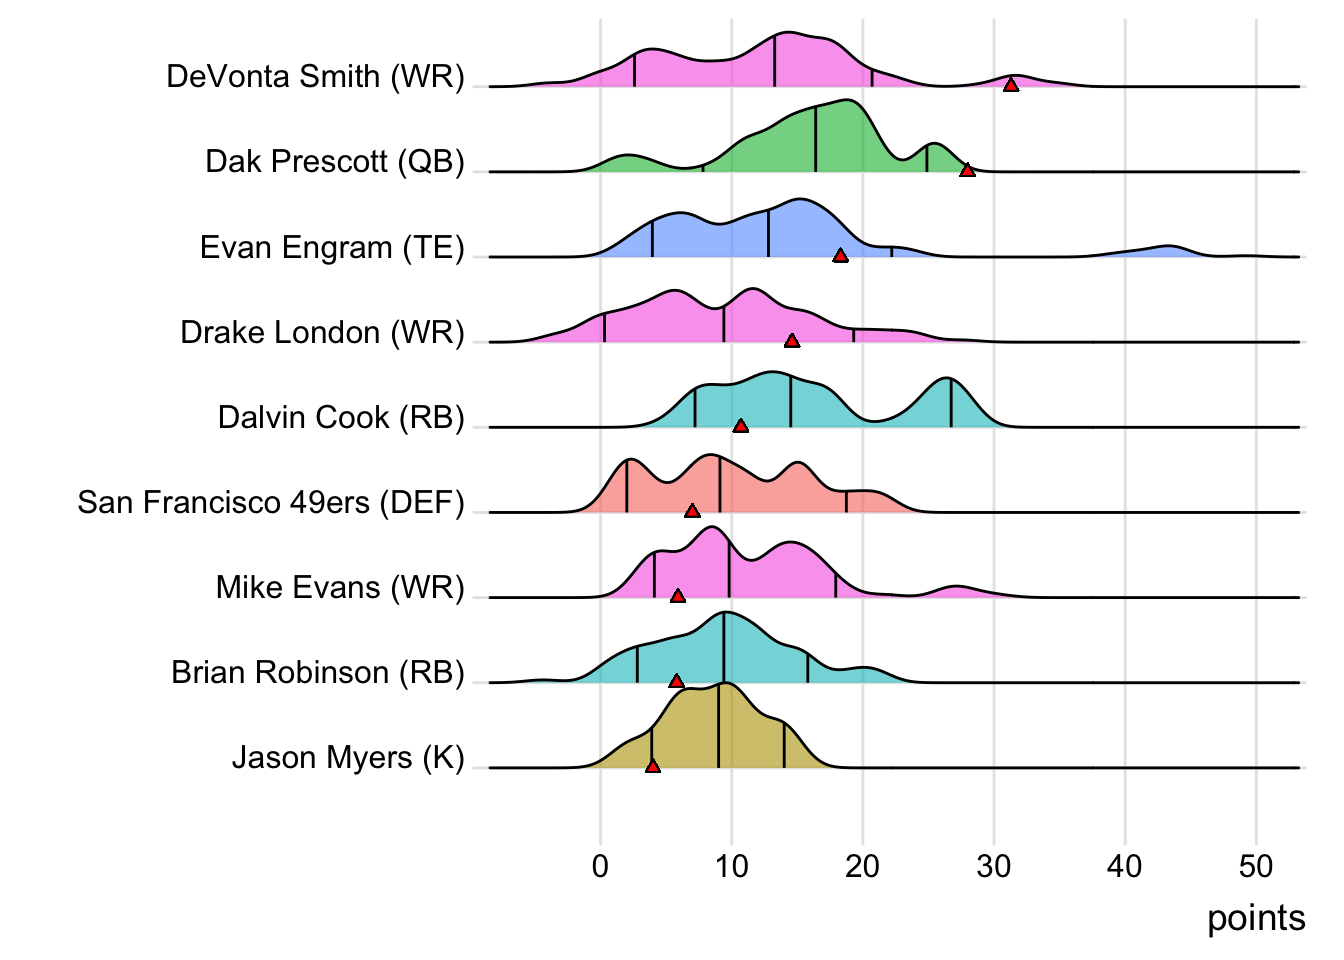 DeVonta Smith (WR)
Dak Prescott (QB)
Evan Engram (TE)
Drake London (WR)
Dalvin Cook (RB)
San Francisco 49ers (DEF)
Mike Evans (WR)
Brian Robinson (RB)
Jason Myers (K)
0 10 20 30 40 50
points